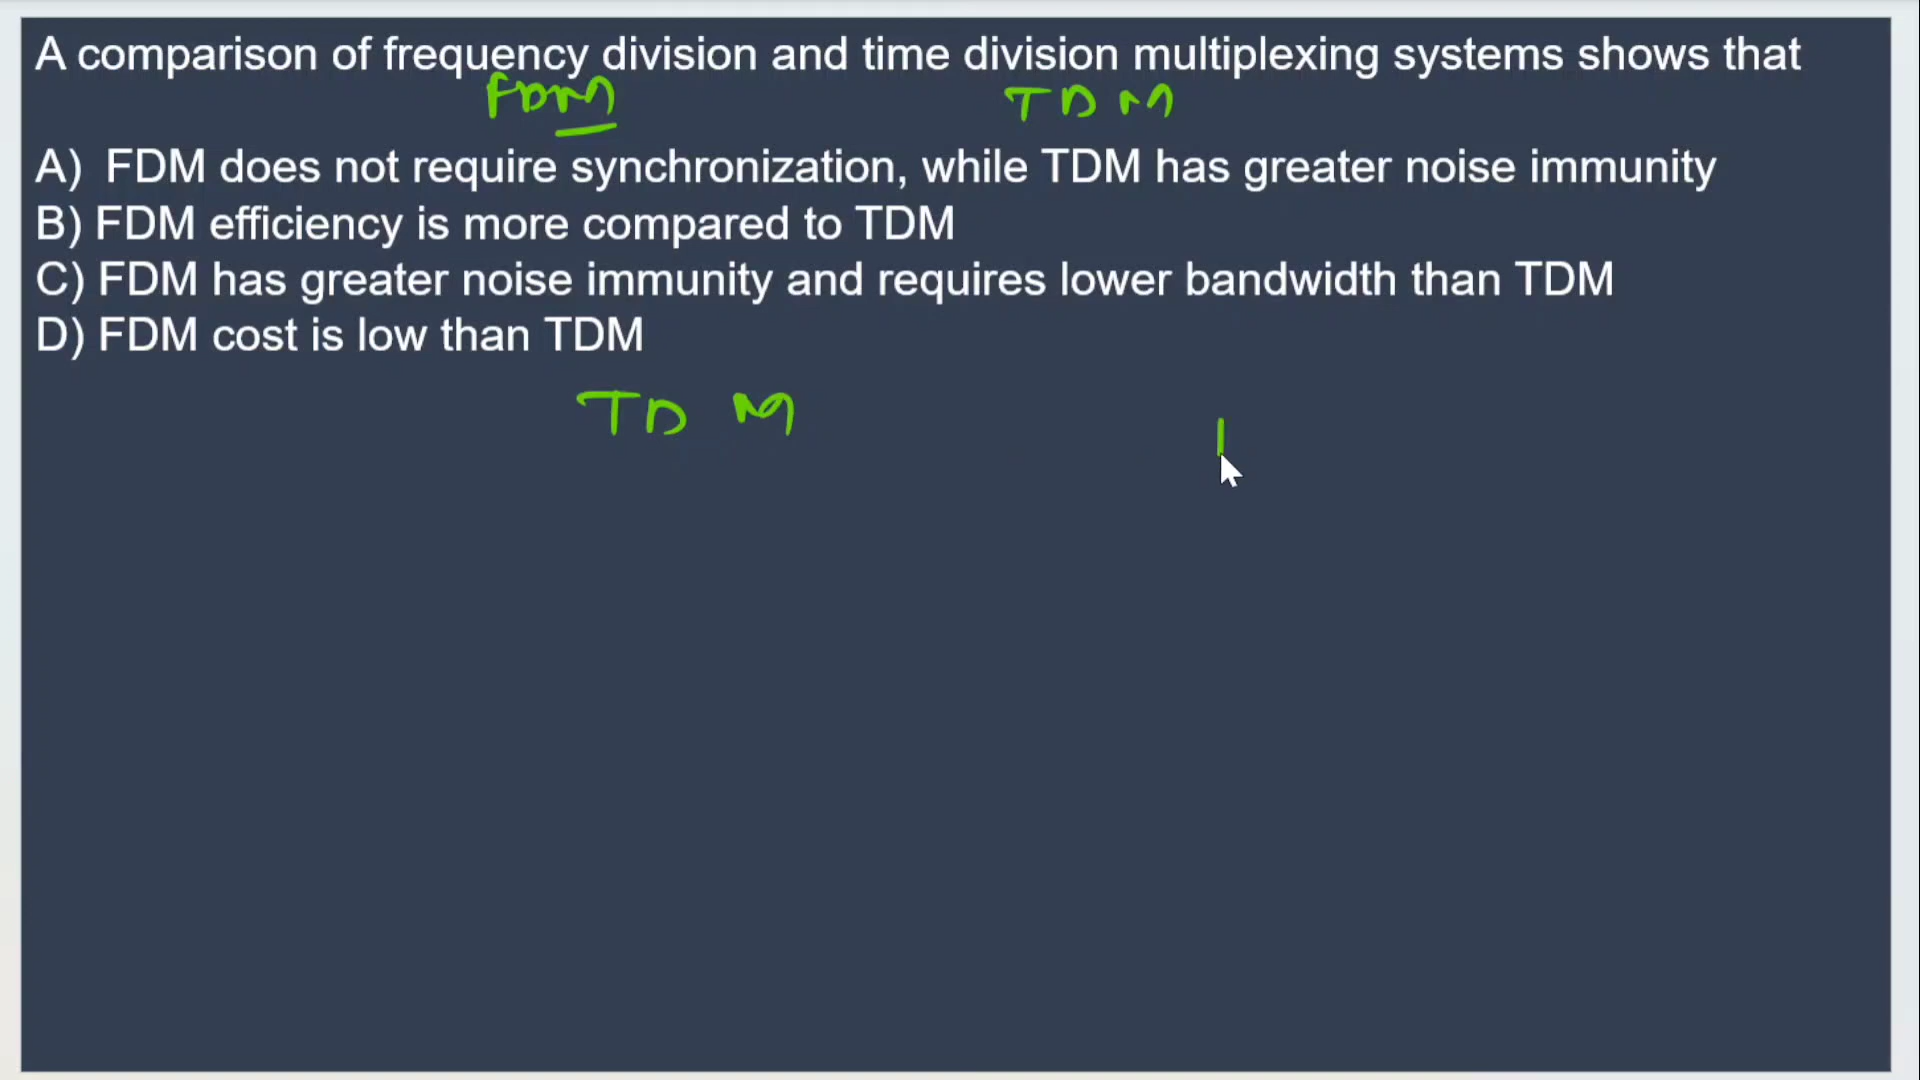 A comparison of frequency division and time division multiplexing systems shows that
FDM TDM
A) FDM does not require synchronization, while TDM has greater noise immunity
B) FDM efficiency is more compared to TDM
C) FDM has greater noise immunity and requires lower bandwidth than TDM
D) FDM cost is low than TDM
TDM